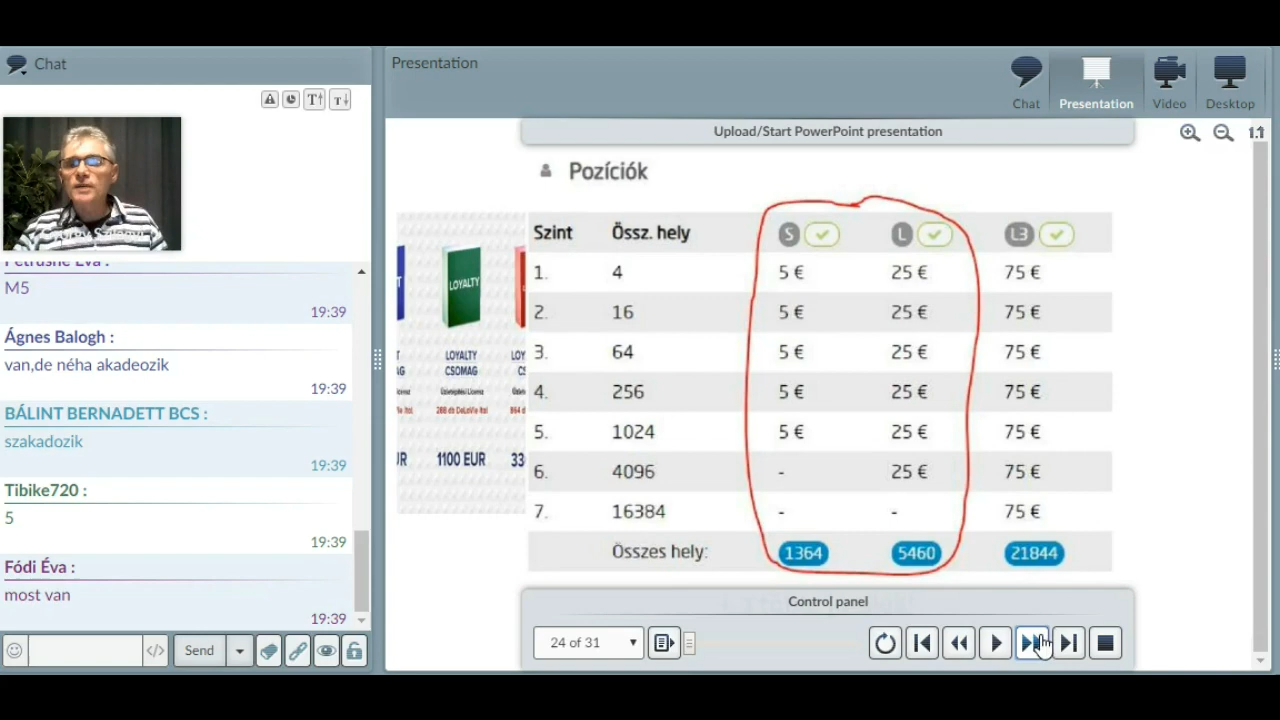 Chat
Petrusné Éva :
M5
19:39
Ágnes Balogh :
van,de néha akadeozik
19:39
BÁLINT BERNADETT BCS :
szakadozik
19:39
Tibike720 :
5
19:39
Fódi Éva :
most van
19:39
Send
Presentation
Chat
Presentation
Video
Desktop
Upload/Start PowerPoint presentation
1:1
Pozíciók
LOYALTY
LOYALTY
CSOMAG
1100 EUR
Szint Össz. hely S L L3
1. 4 5 € 25 € 75 €
2. 16 5 € 25 € 75 €
3. 64 5 € 25 € 75 €
4. 256 5 € 25 € 75 €
5. 1024 5 € 25 € 75 €
6. 4096 - 25 € 75 €
7. 16384 - - 75 €
Összes hely: 1364 5460 21844
Control panel
24 of 31